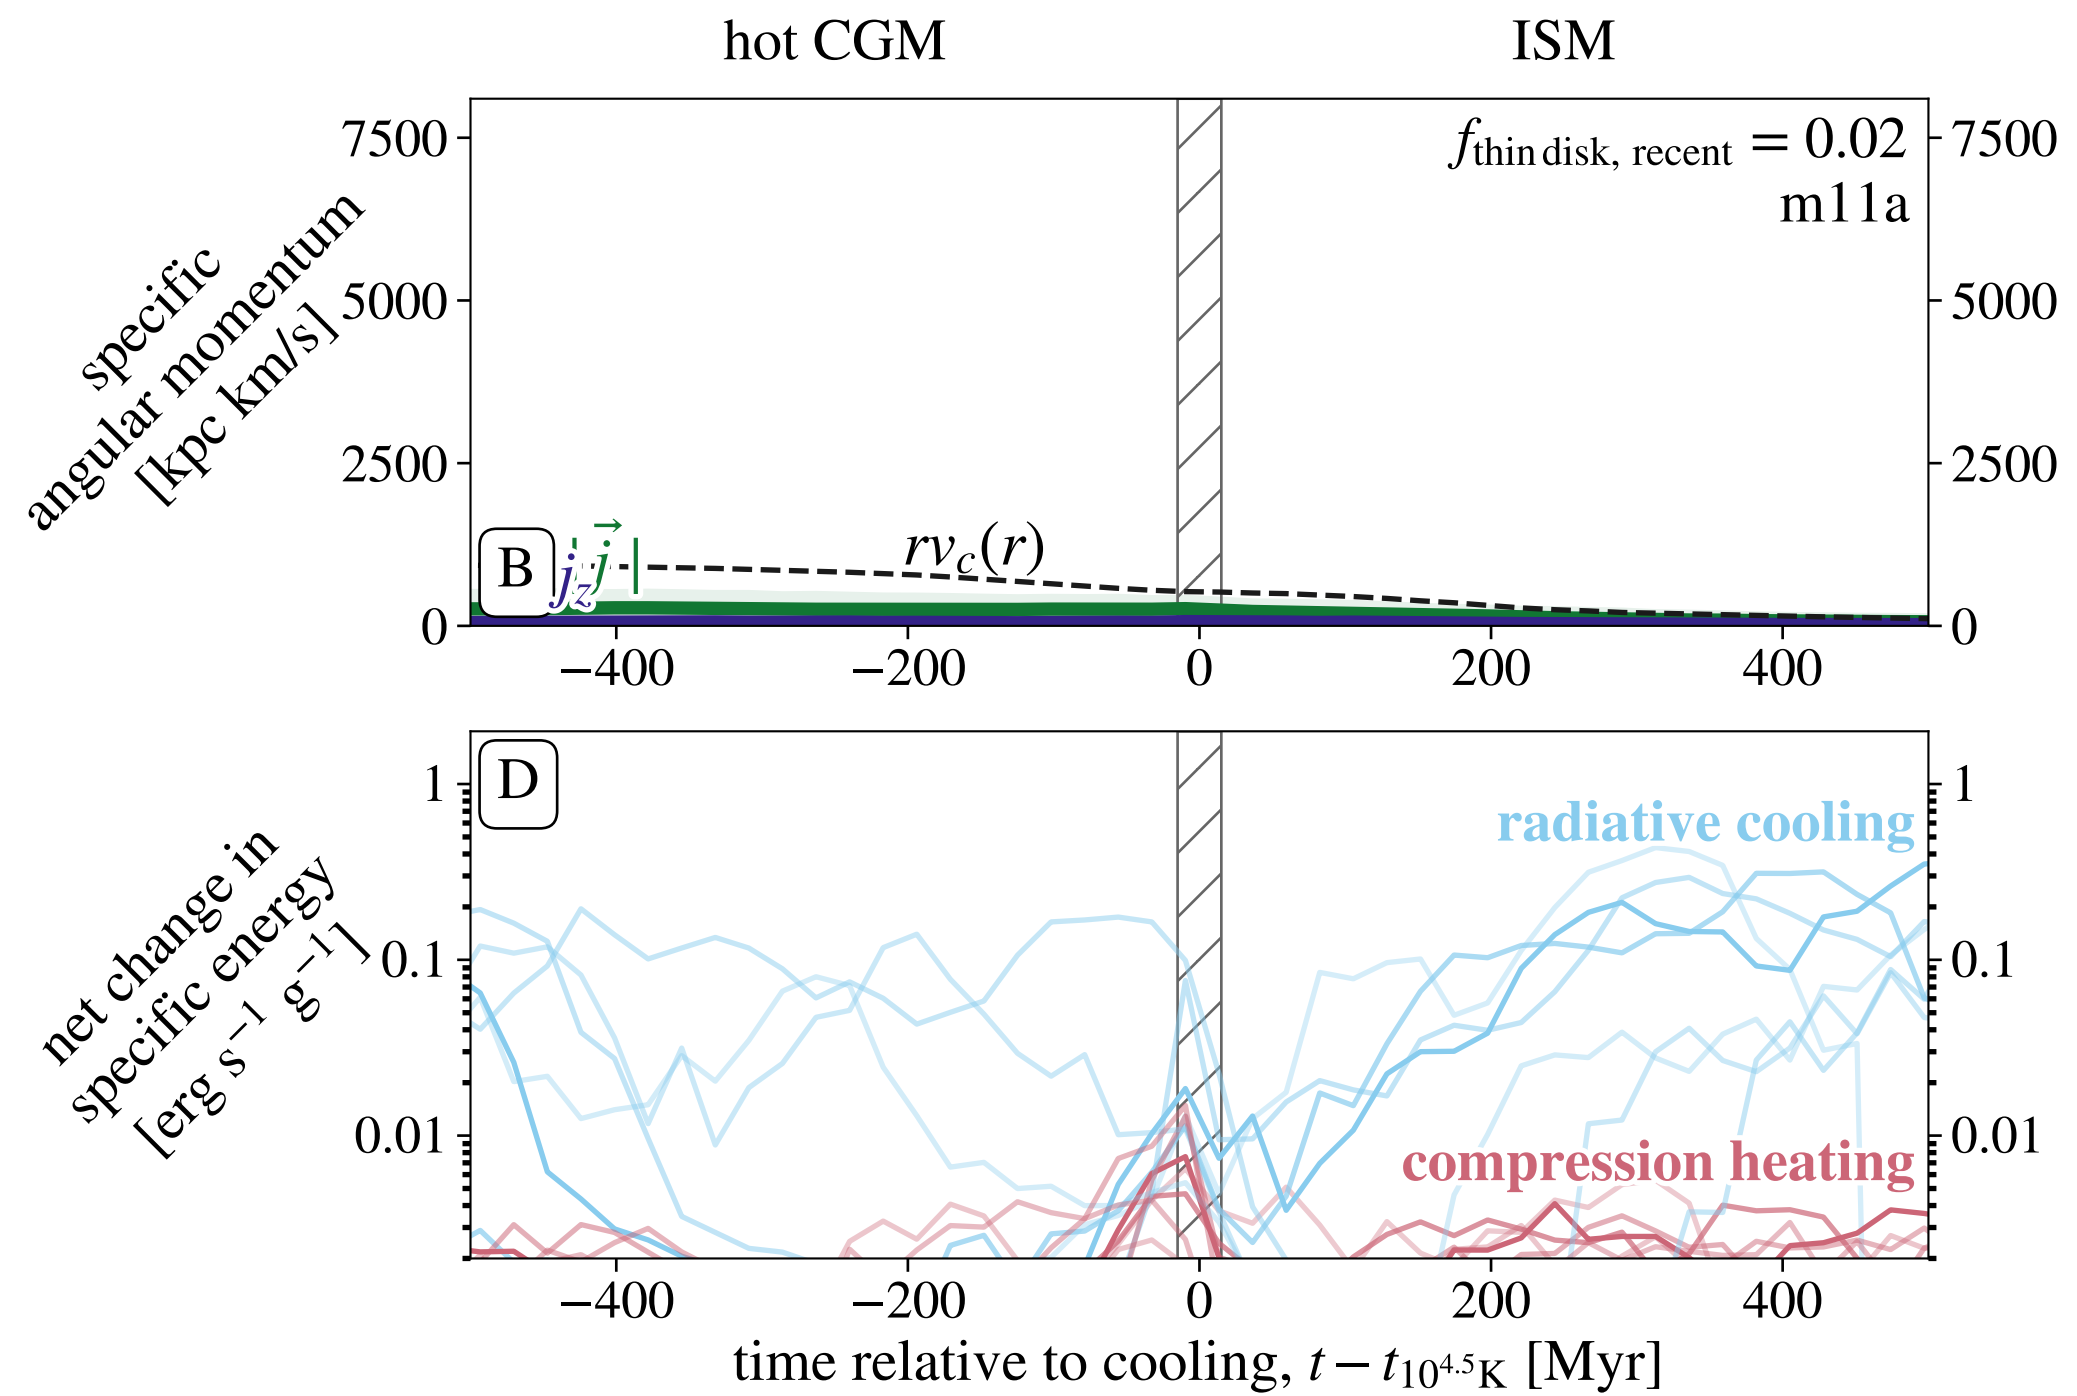 hot CGM ISM
7500 7500
f_thin disk, recent = 0.02
m11a
specific
angular momentum
[kpc km/s]
5000 5000
2500 2500
B j_z |j⃗| rv_c(r)
0 0
−400 −200 0 200 400
D
1 1
radiative cooling
net change in
specific energy
[erg s⁻¹ g⁻¹]
0.1 0.1
0.01 0.01
compression heating
−400 −200 0 200 400
time relative to cooling, t − t_10^4.5 K [Myr]